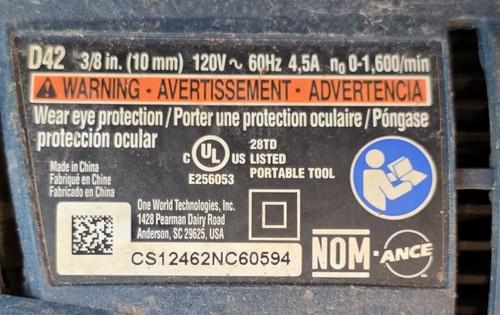 D42 3/8 in. (10 mm) 120V ~ 60Hz 4,5A n₀ 0-1,600/min
WARNING • AVERTISSEMENT • ADVERTENCIA
Wear eye protection / Porter une protection oculaire / Póngase
protección ocular
Made in China
Fabriqué en Chine
Fabricado en China
C UL US
28TD
LISTED
PORTABLE TOOL
E256053
One World Technologies, Inc.
1428 Pearman Dairy Road
Anderson, SC 29625, USA
CS12462NC60594
NOM-ANCE